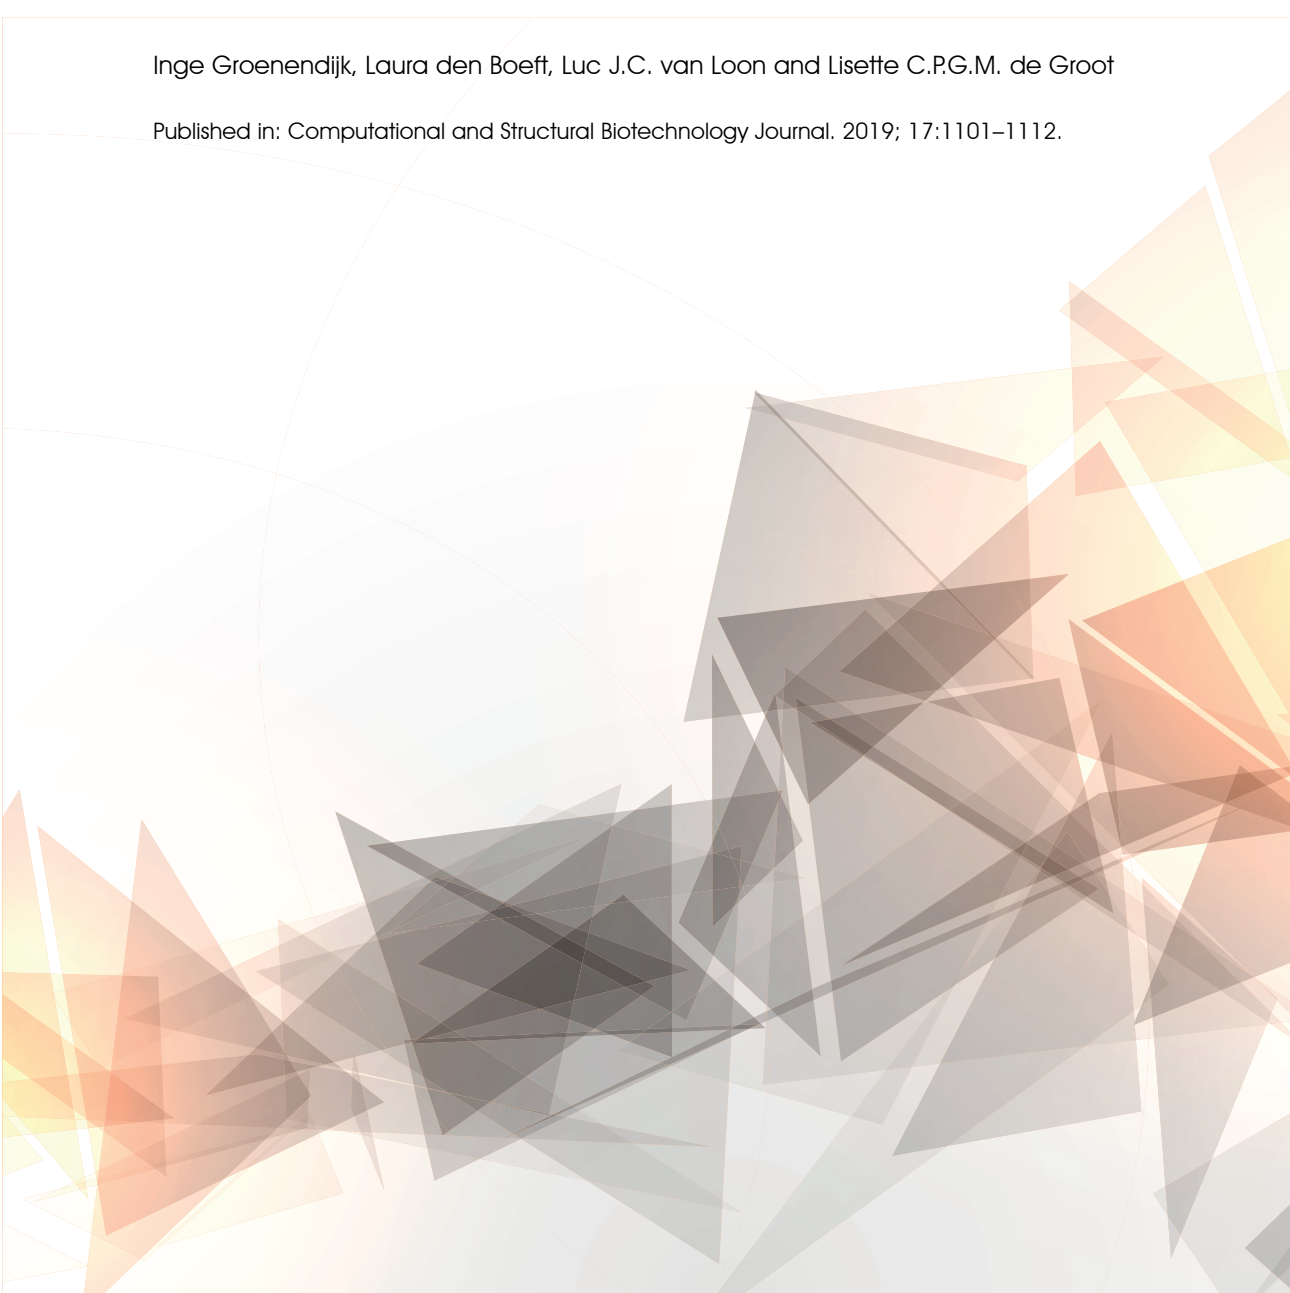 Inge Groenendijk, Laura den Boeft, Luc J.C. van Loon and Lisette C.P.G.M. de Groot
Published in: Computational and Structural Biotechnology Journal. 2019; 17:1101–1112.